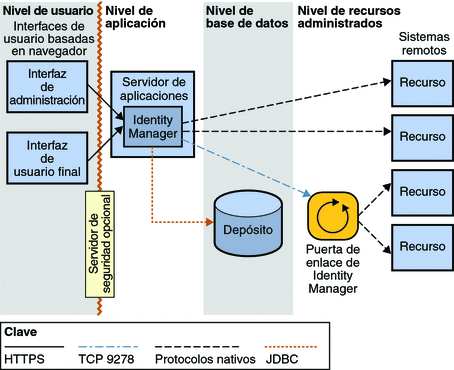 Nivel de usuario
Interfaces de
usuario basadas
en navegador
Interfaz
de
administración
Interfaz
de
usuario final
Servidor de
seguridad opcional
Nivel de
aplicación
Servidor de
aplicaciones
Identity
Manager
Nivel de
base de datos
Depósito
Nivel de recursos
administrados
Sistemas
remotos
Recurso
Recurso
Recurso
Recurso
Puerta de
enlace de
Identity
Manager
Clave
HTTPS
TCP 9278
Protocolos nativos
JDBC